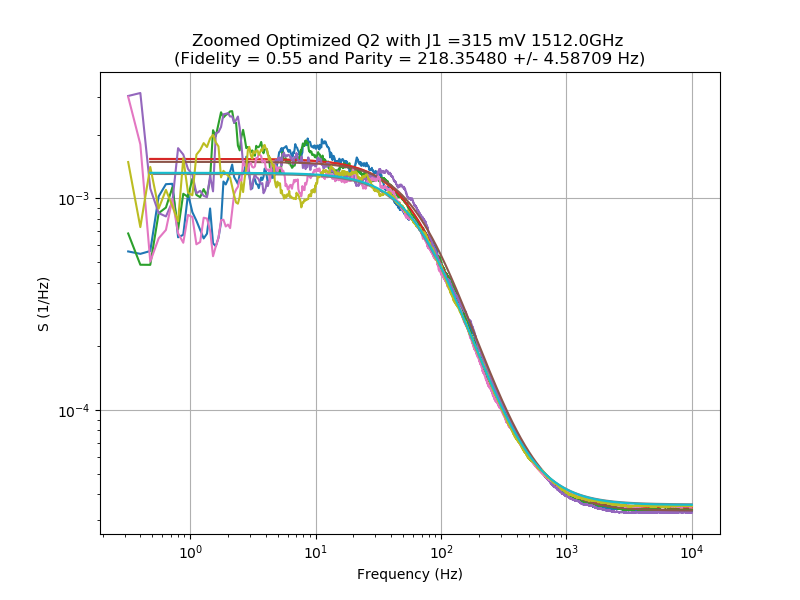 Zoomed Optimized Q2 with J1 =315 mV 1512.0GHz
(Fidelity = 0.55 and Parity = 218.35480 +/- 4.58709 Hz)
S (1/Hz)
10⁻³
10⁻⁴
10⁰ 10¹ 10² 10³ 10⁴
Frequency (Hz)